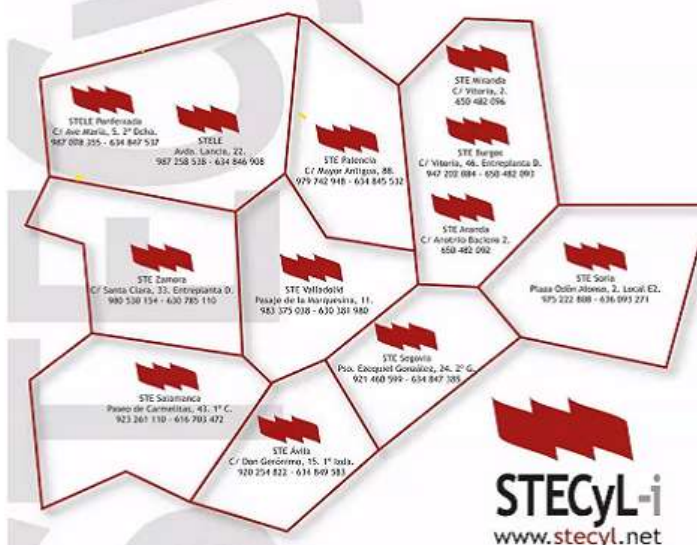 STELE Ponferrada
C/ Ave María, 5. 2º Dcha.
987 008 355 - 634 847 537
STELE
Avda. Lancia, 22.
987 258 538 - 634 846 908
STE Palencia
C/ Mayor Antigua, 88.
979 742 948 - 634 845 532
STE Miranda
C/ Vitoria, 2.
650 482 096
STE Burgos
C/ Vitoria, 46. Entreplanta D.
947 202 084 - 650 482 093
STE Aranda
C/
2.
650 482 092
STE Zamora
C/ Santa Clara, 33. Entreplanta D.
980 530 154 - 630 785 110
STE Valladolid
Pasaje de la Marquesina, 11.
983 375 038 - 630 381 980
STE Soria
Plaza Odón Alonso, 2. Local E2.
975 222 808 - 636 093 271
STE Segovia
Pso. Ezequiel González, 24. 2º G.
921 460 599 - 634 847 385
STE Salamanca
Paseo de Carmelitas, 43. 1º C.
923 261 110 - 616 703 472
STE Ávila
C/ Don Gerónimo, 15. 1º Izda.
920 254 822 - 634 849 583
STECyL-i
www.stecyl.net